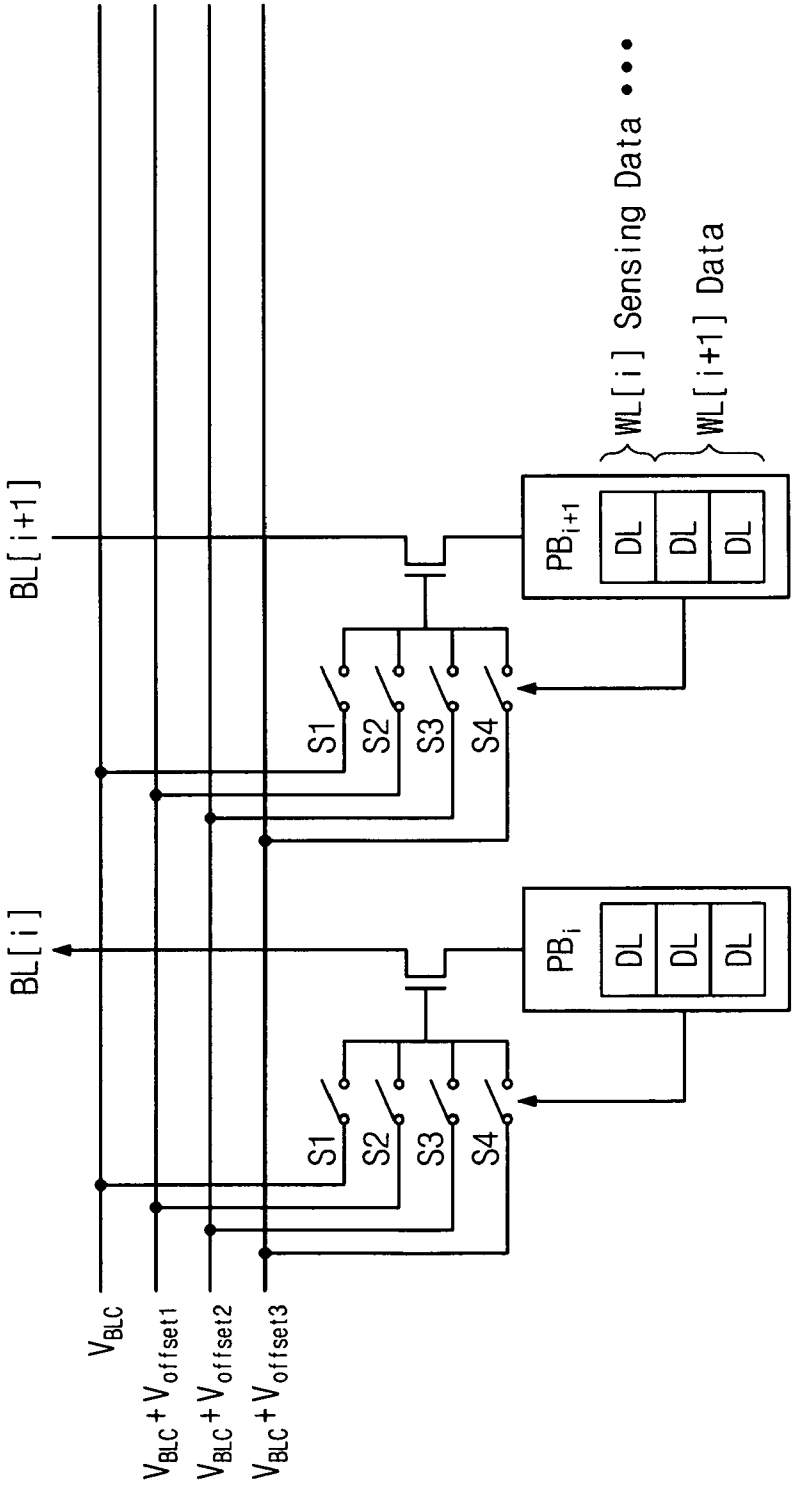 BL[i]
BL[i+1]
V_BLC
V_BLC + V_offset1
V_BLC + V_offset2
V_BLC + V_offset3
S1
S2
S3
S4
S1
S2
S3
S4
PB_i
DL
DL
DL
PB_i+1
DL
DL
DL
WL[i] Sensing Data •••
WL[i+1] Data